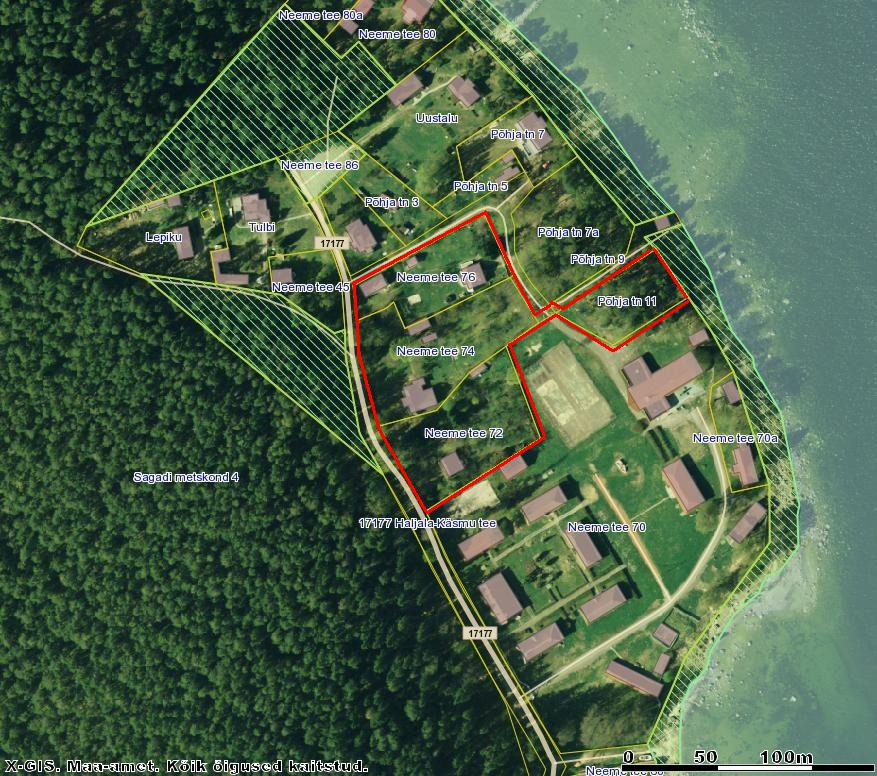 Neeme tee 80a
Neeme tee 80
Uustalu
Põhja tn 7
Neeme tee 86
Põhja tn 5
Põhja tn 3
Tulbi
Lepiku
Põhja tn 7a
17177
Põhja tn 9
Neeme tee 76
Neeme tee 45
Põhja tn 11
Neeme tee 74
Neeme tee 72
Neeme tee 70a
Sagadi metskond 4
17177 Haljala-Käsmu tee
Neeme tee 70
17177
0 50 100m
X-GIS. Maa-amet. Kõik õigused kaitstud.
Neeme tee